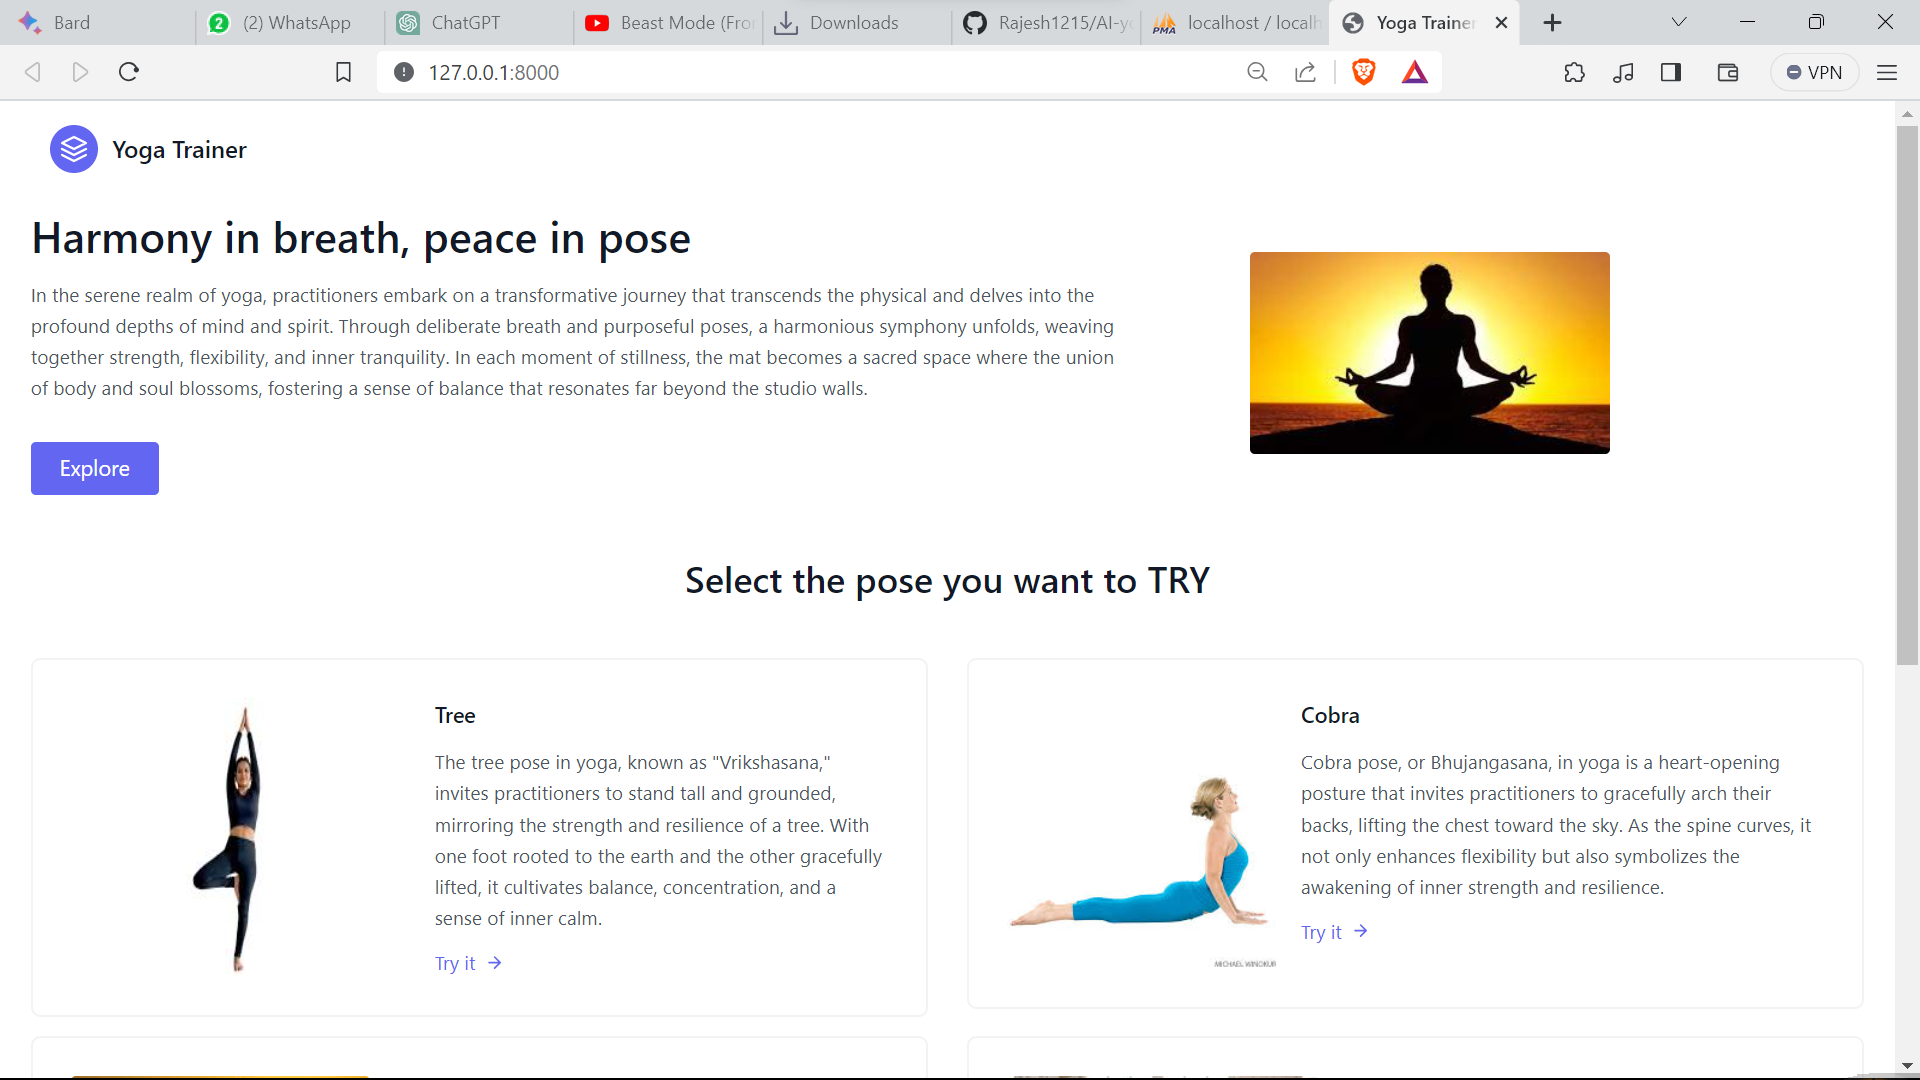 Bard
2 (2) WhatsApp
ChatGPT
Beast Mode (Fro
Downloads
Rajesh1215/AI-yo
PMA localhost / localh
Yoga Trainer
127.0.0.1:8000
VPN
Yoga Trainer
Harmony in breath, peace in pose
In the serene realm of yoga, practitioners embark on a transformative journey that transcends the physical and delves into the
profound depths of mind and spirit. Through deliberate breath and purposeful poses, a harmonious symphony unfolds, weaving
together strength, flexibility, and inner tranquility. In each moment of stillness, the mat becomes a sacred space where the union
of body and soul blossoms, fostering a sense of balance that resonates far beyond the studio walls.
Explore
Select the pose you want to TRY
Tree
The tree pose in yoga, known as "Vrikshasana,"
invites practitioners to stand tall and grounded,
mirroring the strength and resilience of a tree. With
one foot rooted to the earth and the other gracefully
lifted, it cultivates balance, concentration, and a
sense of inner calm.
Try it →
Cobra
Cobra pose, or Bhujangasana, in yoga is a heart-opening
posture that invites practitioners to gracefully arch their
backs, lifting the chest toward the sky. As the spine curves, it
not only enhances flexibility but also symbolizes the
awakening of inner strength and resilience.
Try it →
MICHAEL WINOKUR